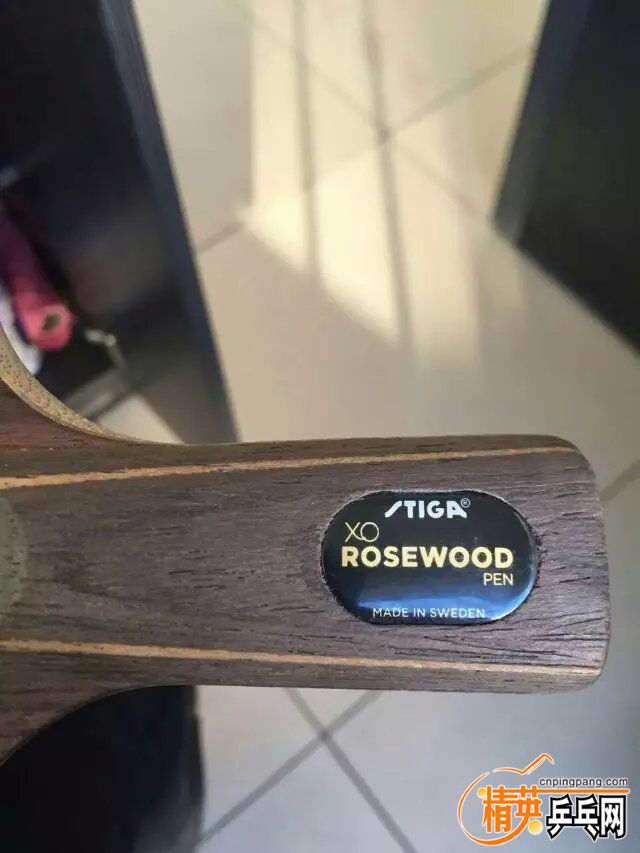 STIGA®
XO
ROSEWOOD
PEN
MADE IN SWEDEN
cnpingpang.com
精英乒乓网